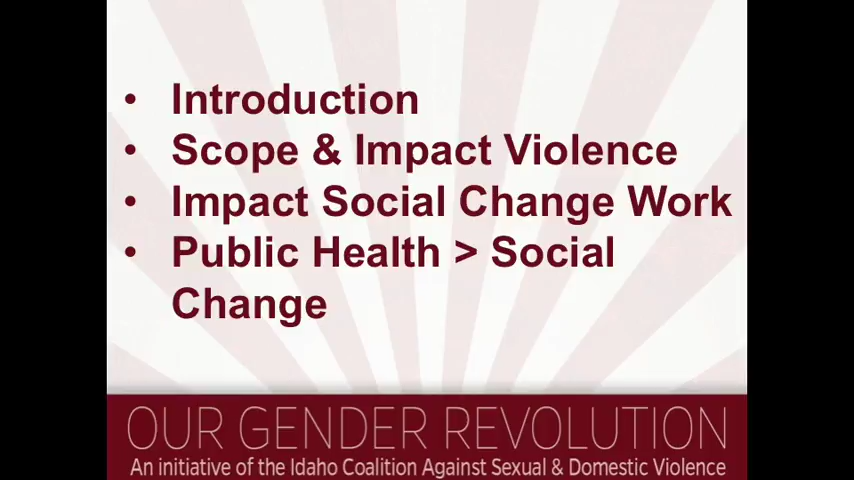 • Introduction
• Scope & Impact Violence
• Impact Social Change Work
• Public Health > Social
Change
OUR GENDER REVOLUTION
An initiative of the Idaho Coalition Against Sexual & Domestic Violence